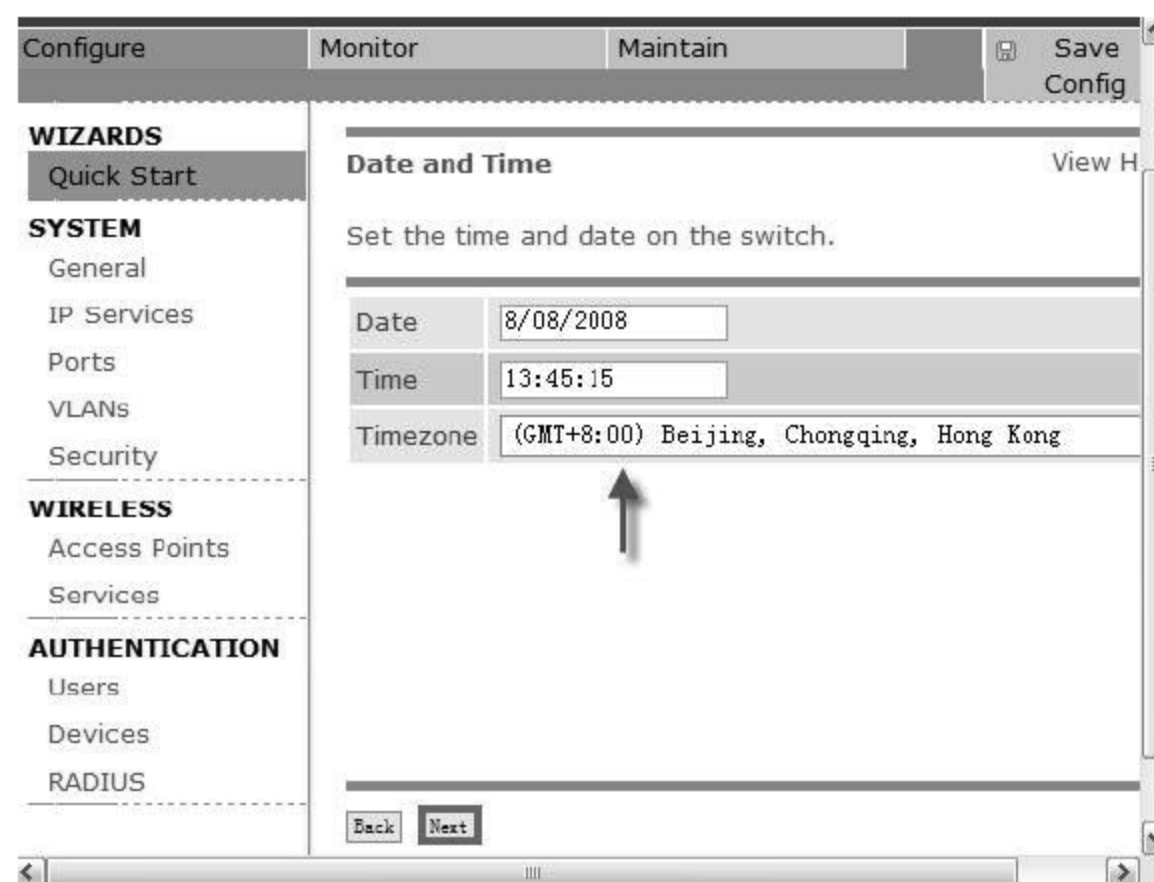 Configure
Monitor
Maintain
Save
Config
WIZARDS
Quick Start
SYSTEM
General
IP Services
Ports
VLANs
Security
WIRELESS
Access Points
Services
AUTHENTICATION
Users
Devices
RADIUS
Date and Time
View H
Set the time and date on the switch.
Date 8/08/2008
Time 13:45:15
Timezone (GMT+8:00) Beijing, Chongqing, Hong Kong
Back Next